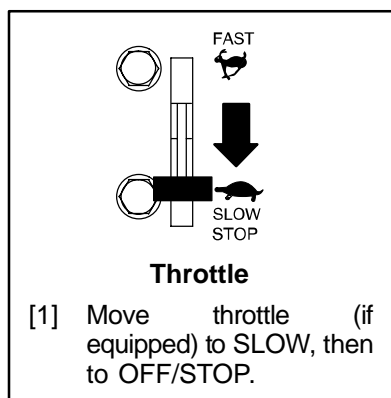 FAST
SLOW
STOP
Throttle
[1] Move throttle (if
equipped) to SLOW, then
to OFF/STOP.